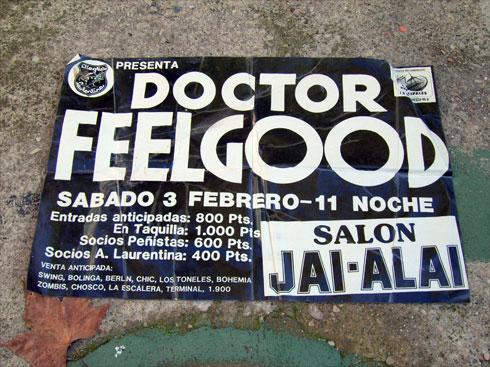 PRESENTA
DOCTOR
FEELGOOD
SABADO 3 FEBRERO-11 NOCHE
Entradas anticipadas: 800 Pts.
En Taquilla: 1.000 Pts
Socios Peñistas: 600 Pts.
Socios A. Laurentina: 400 Pts.
SALON
JAI-ALAI
VENTA ANTICIPADA:
SWING, BOLINGA, BERLN, CHIC, LOS TONELES, BOHEMIA
ZOMBIS, CHOSCO, LA ESCALERA, TERMINAL, 1.900